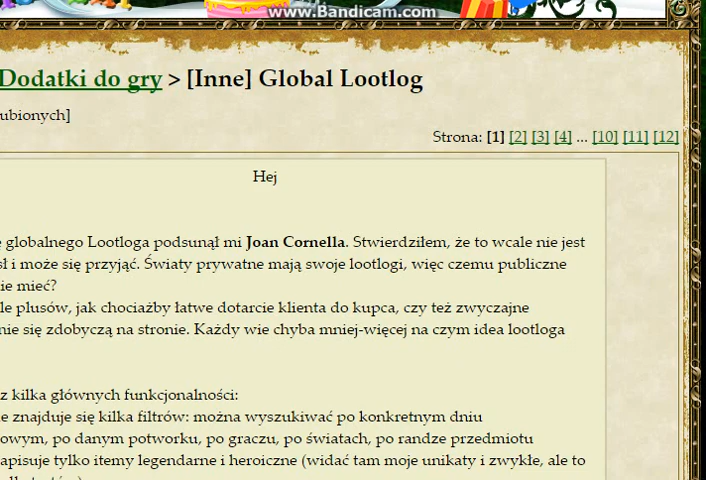 www.Bandicam.com
Dodatki do gry > [Inne] Global Lootlog
ubionych]
Strona: [1] [2] [3] [4] ... [10] [11] [12]
Hej
globalnego Lootloga podsunął mi Joan Cornella. Stwierdziłem, że to wcale nie jest
sł i może się przyjąć. Światy prywatne mają swoje lootlogi, więc czemu publiczne
ie mieć?
le plusów, jak chociażby łatwe dotarcie klienta do kupca, czy też zwyczajne
nie się zdobyczą na stronie. Każdy wie chyba mniej-więcej na czym idea lootloga
z kilka głównych funkcjonalności:
e znajduje się kilka filtrów: można wyszukiwać po konkretnym dniu
owym, po danym potworku, po graczu, po światach, po randze przedmiotu
apisuje tylko itemy legendarne i heroiczne (widać tam moje unikaty i zwykłe, ale to